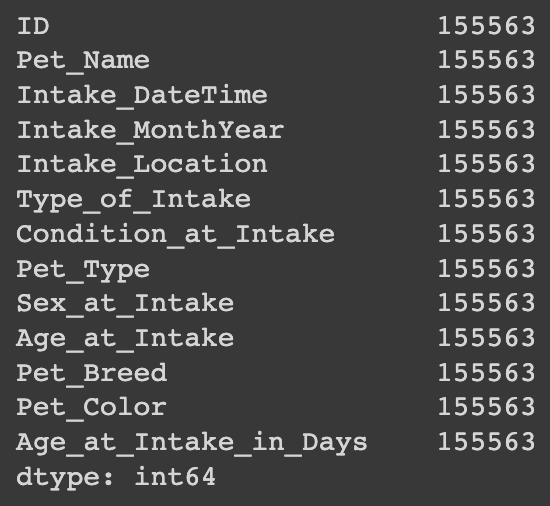 ID 155563
Pet_Name 155563
Intake_DateTime 155563
Intake_MonthYear 155563
Intake_Location 155563
Type_of_Intake 155563
Condition_at_Intake 155563
Pet_Type 155563
Sex_at_Intake 155563
Age_at_Intake 155563
Pet_Breed 155563
Pet_Color 155563
Age_at_Intake_in_Days 155563
dtype: int64